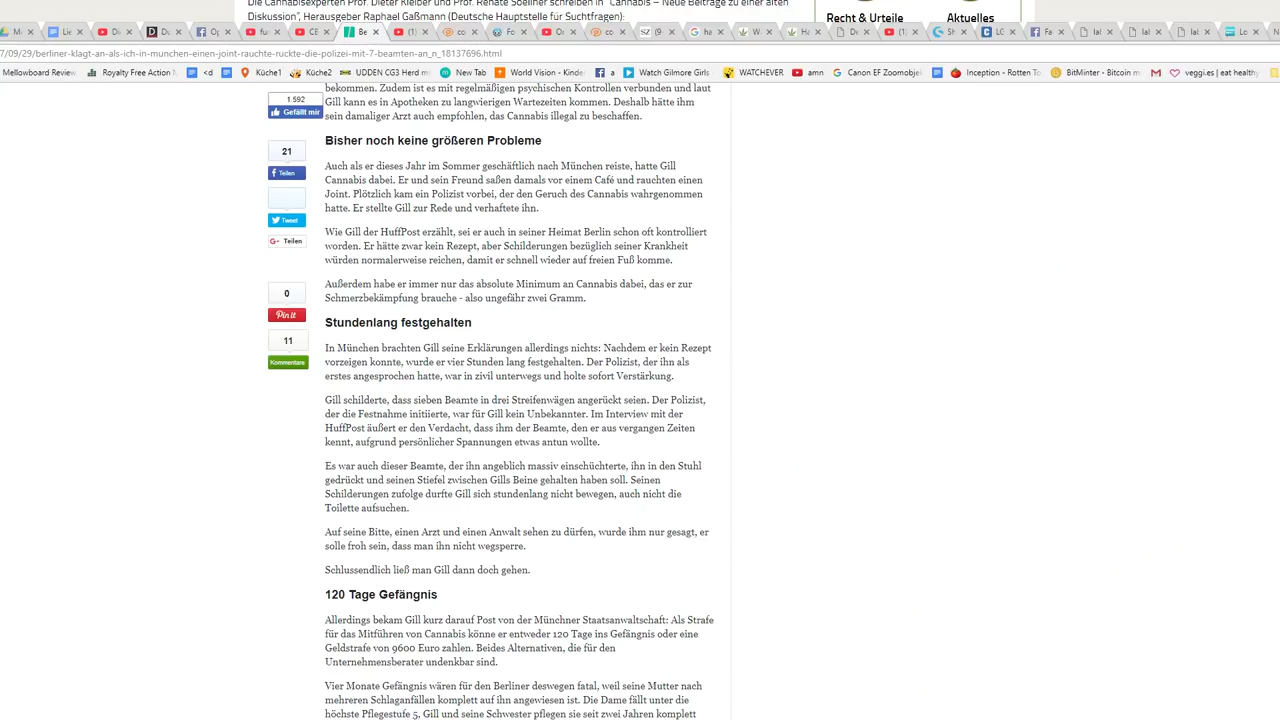 Die Cannabisexperten Prof. Dieter Kleiber und Prof. Renate Soellner schreiben in "Cannabis – Neue Beiträge zu einer alten
Diskussion", Herausgeber Raphael Gaßmann (Deutsche Hauptstelle für Suchtfragen):
Recht & Urteile
Aktuelles
7/09/29/berliner-klagt-an-als-ich-in-munchen-einen-joint-rauchte-ruckte-die-polizei-mit-7-beamten-an_n_18137696.html
Mellowboard Review
Royalty Free Action
<d
Küche1
Küche2
UDDEN CG3 Herd m
New Tab
World Vision - Kinder
a
Watch Gilmore Girls
WATCHEVER
amn
Canon EF Zoomobje
Inception - Rotten To
BitMinter - Bitcoin m
veggi.es | eat healthy
1.592
Gefällt mir
21
Teilen
Tweet
Teilen
0
Pin it
11
Kommentare
bekommen. Zudem ist es mit regelmäßigen psychischen Kontrollen verbunden und laut
Gill kann es in Apotheken zu langwierigen Wartezeiten kommen. Deshalb hätte ihm
sein damaliger Arzt auch empfohlen, das Cannabis illegal zu beschaffen.
Bisher noch keine größeren Probleme
Auch als er dieses Jahr im Sommer geschäftlich nach München reiste, hatte Gill
Cannabis dabei. Er und sein Freund saßen damals vor einem Café und rauchten einen
Joint. Plötzlich kam ein Polizist vorbei, der den Geruch des Cannabis wahrgenommen
hatte. Er stellte Gill zur Rede und verhaftete ihn.
Wie Gill der HuffPost erzählt, sei er auch in seiner Heimat Berlin schon oft kontrolliert
worden. Er hätte zwar kein Rezept, aber Schilderungen bezüglich seiner Krankheit
würden normalerweise reichen, damit er schnell wieder auf freien Fuß komme.
Außerdem habe er immer nur das absolute Minimum an Cannabis dabei, das er zur
Schmerzbekämpfung brauche - also ungefähr zwei Gramm.
Stundenlang festgehalten
In München brachten Gill seine Erklärungen allerdings nichts: Nachdem er kein Rezept
vorzeigen konnte, wurde er vier Stunden lang festgehalten. Der Polizist, der ihn als
erstes angesprochen hatte, war in zivil unterwegs und holte sofort Verstärkung.
Gill schilderte, dass sieben Beamte in drei Streifenwägen angerückt seien. Der Polizist,
der die Festnahme initiierte, war für Gill kein Unbekannter. Im Interview mit der
HuffPost äußert er den Verdacht, dass ihm der Beamte, den er aus vergangen Zeiten
kennt, aufgrund persönlicher Spannungen etwas antun wollte.
Es war auch dieser Beamte, der ihn angeblich massiv einschüchterte, ihn in den Stuhl
gedrückt und seinen Stiefel zwischen Gills Beine gehalten haben soll. Seinen
Schilderungen zufolge durfte Gill sich stundenlang nicht bewegen, auch nicht die
Toilette aufsuchen.
Auf seine Bitte, einen Arzt und einen Anwalt sehen zu dürfen, wurde ihm nur gesagt, er
solle froh sein, dass man ihn nicht wegsperre.
Schlussendlich ließ man Gill dann doch gehen.
120 Tage Gefängnis
Allerdings bekam Gill kurz darauf Post von der Münchner Staatsanwaltschaft: Als Strafe
für das Mitführen von Cannabis könne er entweder 120 Tage ins Gefängnis oder eine
Geldstrafe von 9600 Euro zahlen. Beides Alternativen, die für den
Unternehmensberater undenkbar sind.
Vier Monate Gefängnis wären für den Berliner deswegen fatal, weil seine Mutter nach
mehreren Schlaganfällen komplett auf ihn angewiesen ist. Die Dame fällt unter die
höchste Pflegestufe 5, Gill und seine Schwester pflegen sie seit zwei Jahren komplett